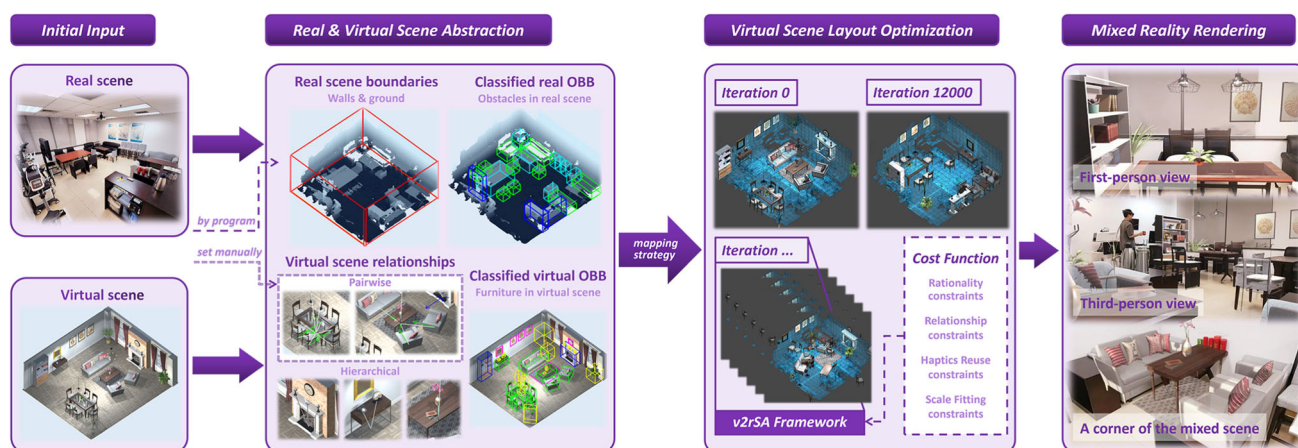 Initial Input
Real & Virtual Scene Abstraction
Virtual Scene Layout Optimization
Mixed Reality Rendering
Real scene
Virtual scene
by program
set manually
Real scene boundaries
Walls & ground
Classified real OBB
Obstacles in real scene
Virtual scene relationships
Pairwise
Hierarchical
Classified virtual OBB
Furniture in virtual scene
mapping
strategy
Iteration 0
Iteration 12000
Iteration ...
v2rSA Framework
Cost Function
Rationality
constraints
Relationship
constraints
Haptics Reuse
constraints
Scale Fitting
constraints
First-person view
Third-person view
A corner of the mixed scene